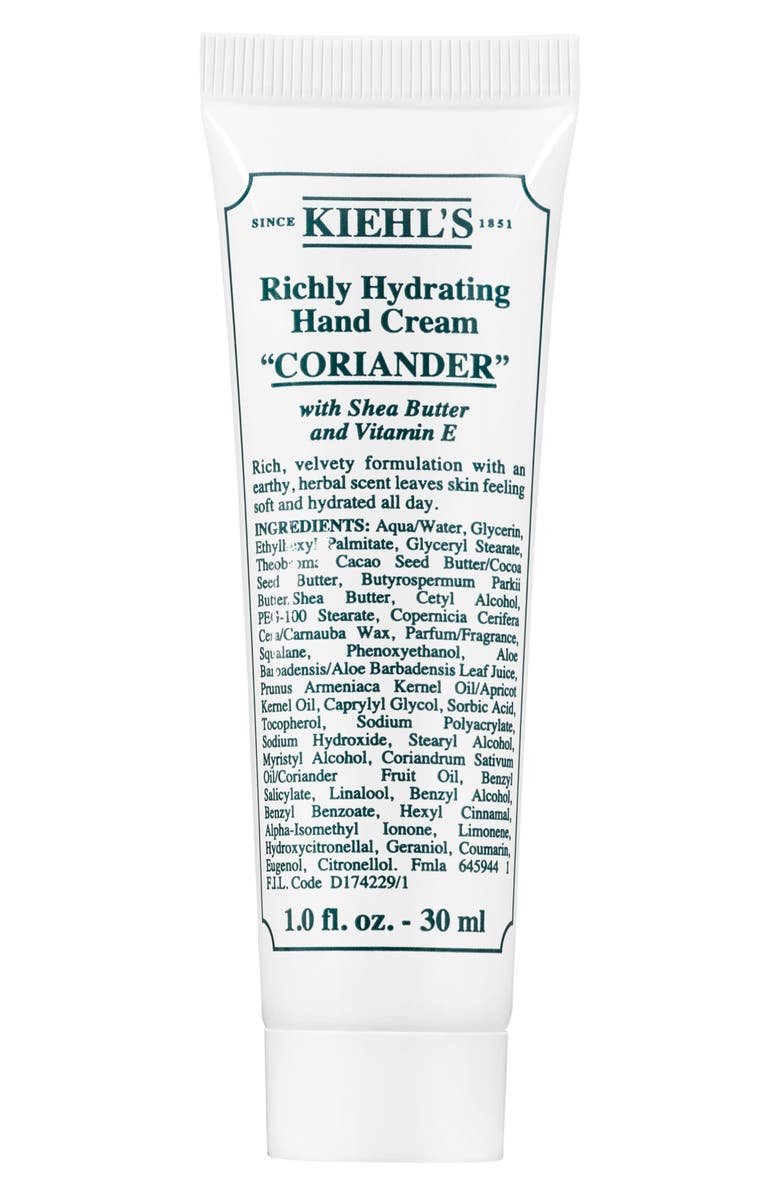 SINCE KIEHL'S 1851
Richly Hydrating
Hand Cream
“CORIANDER”
with Shea Butter
and Vitamin E
Rich, velvety formulation with an
earthy, herbal scent leaves skin feeling
soft and hydrated all day.
INGREDIENTS: Aqua/Water, Glycerin,
Palmitate, Glyceryl Stearate,
Cacao Seed Butter/Cocoa
Seed Butter, Butyrospermum Parkii
Butter/Shea Butter, Cetyl Alcohol,
PEG-100 Stearate, Copernicia Cerifera
Cera/Carnauba Wax, Parfum/Fragrance,
Squalane, Phenoxyethanol, Aloe
Barbadensis/Aloe Barbadensis Leaf Juice,
Prunus Armeniaca Kernel Oil/Apricot
Kernel Oil, Caprylyl Glycol, Sorbic Acid,
Tocopherol, Sodium Polyacrylate,
Sodium Hydroxide, Stearyl Alcohol,
Myristyl Alcohol, Coriandrum Sativum
Oil/Coriander Fruit Oil, Benzyl
Salicylate, Linalool, Benzyl Alcohol,
Benzyl Benzoate, Hexyl Cinnamal,
Alpha-Isomethyl Ionone, Limonene,
Hydroxycitronellal, Geraniol, Coumarin,
Eugenol, Citronellol. Fmla 645944 1
F.I.L. Code D174229/1
1.0 fl. oz. - 30 ml